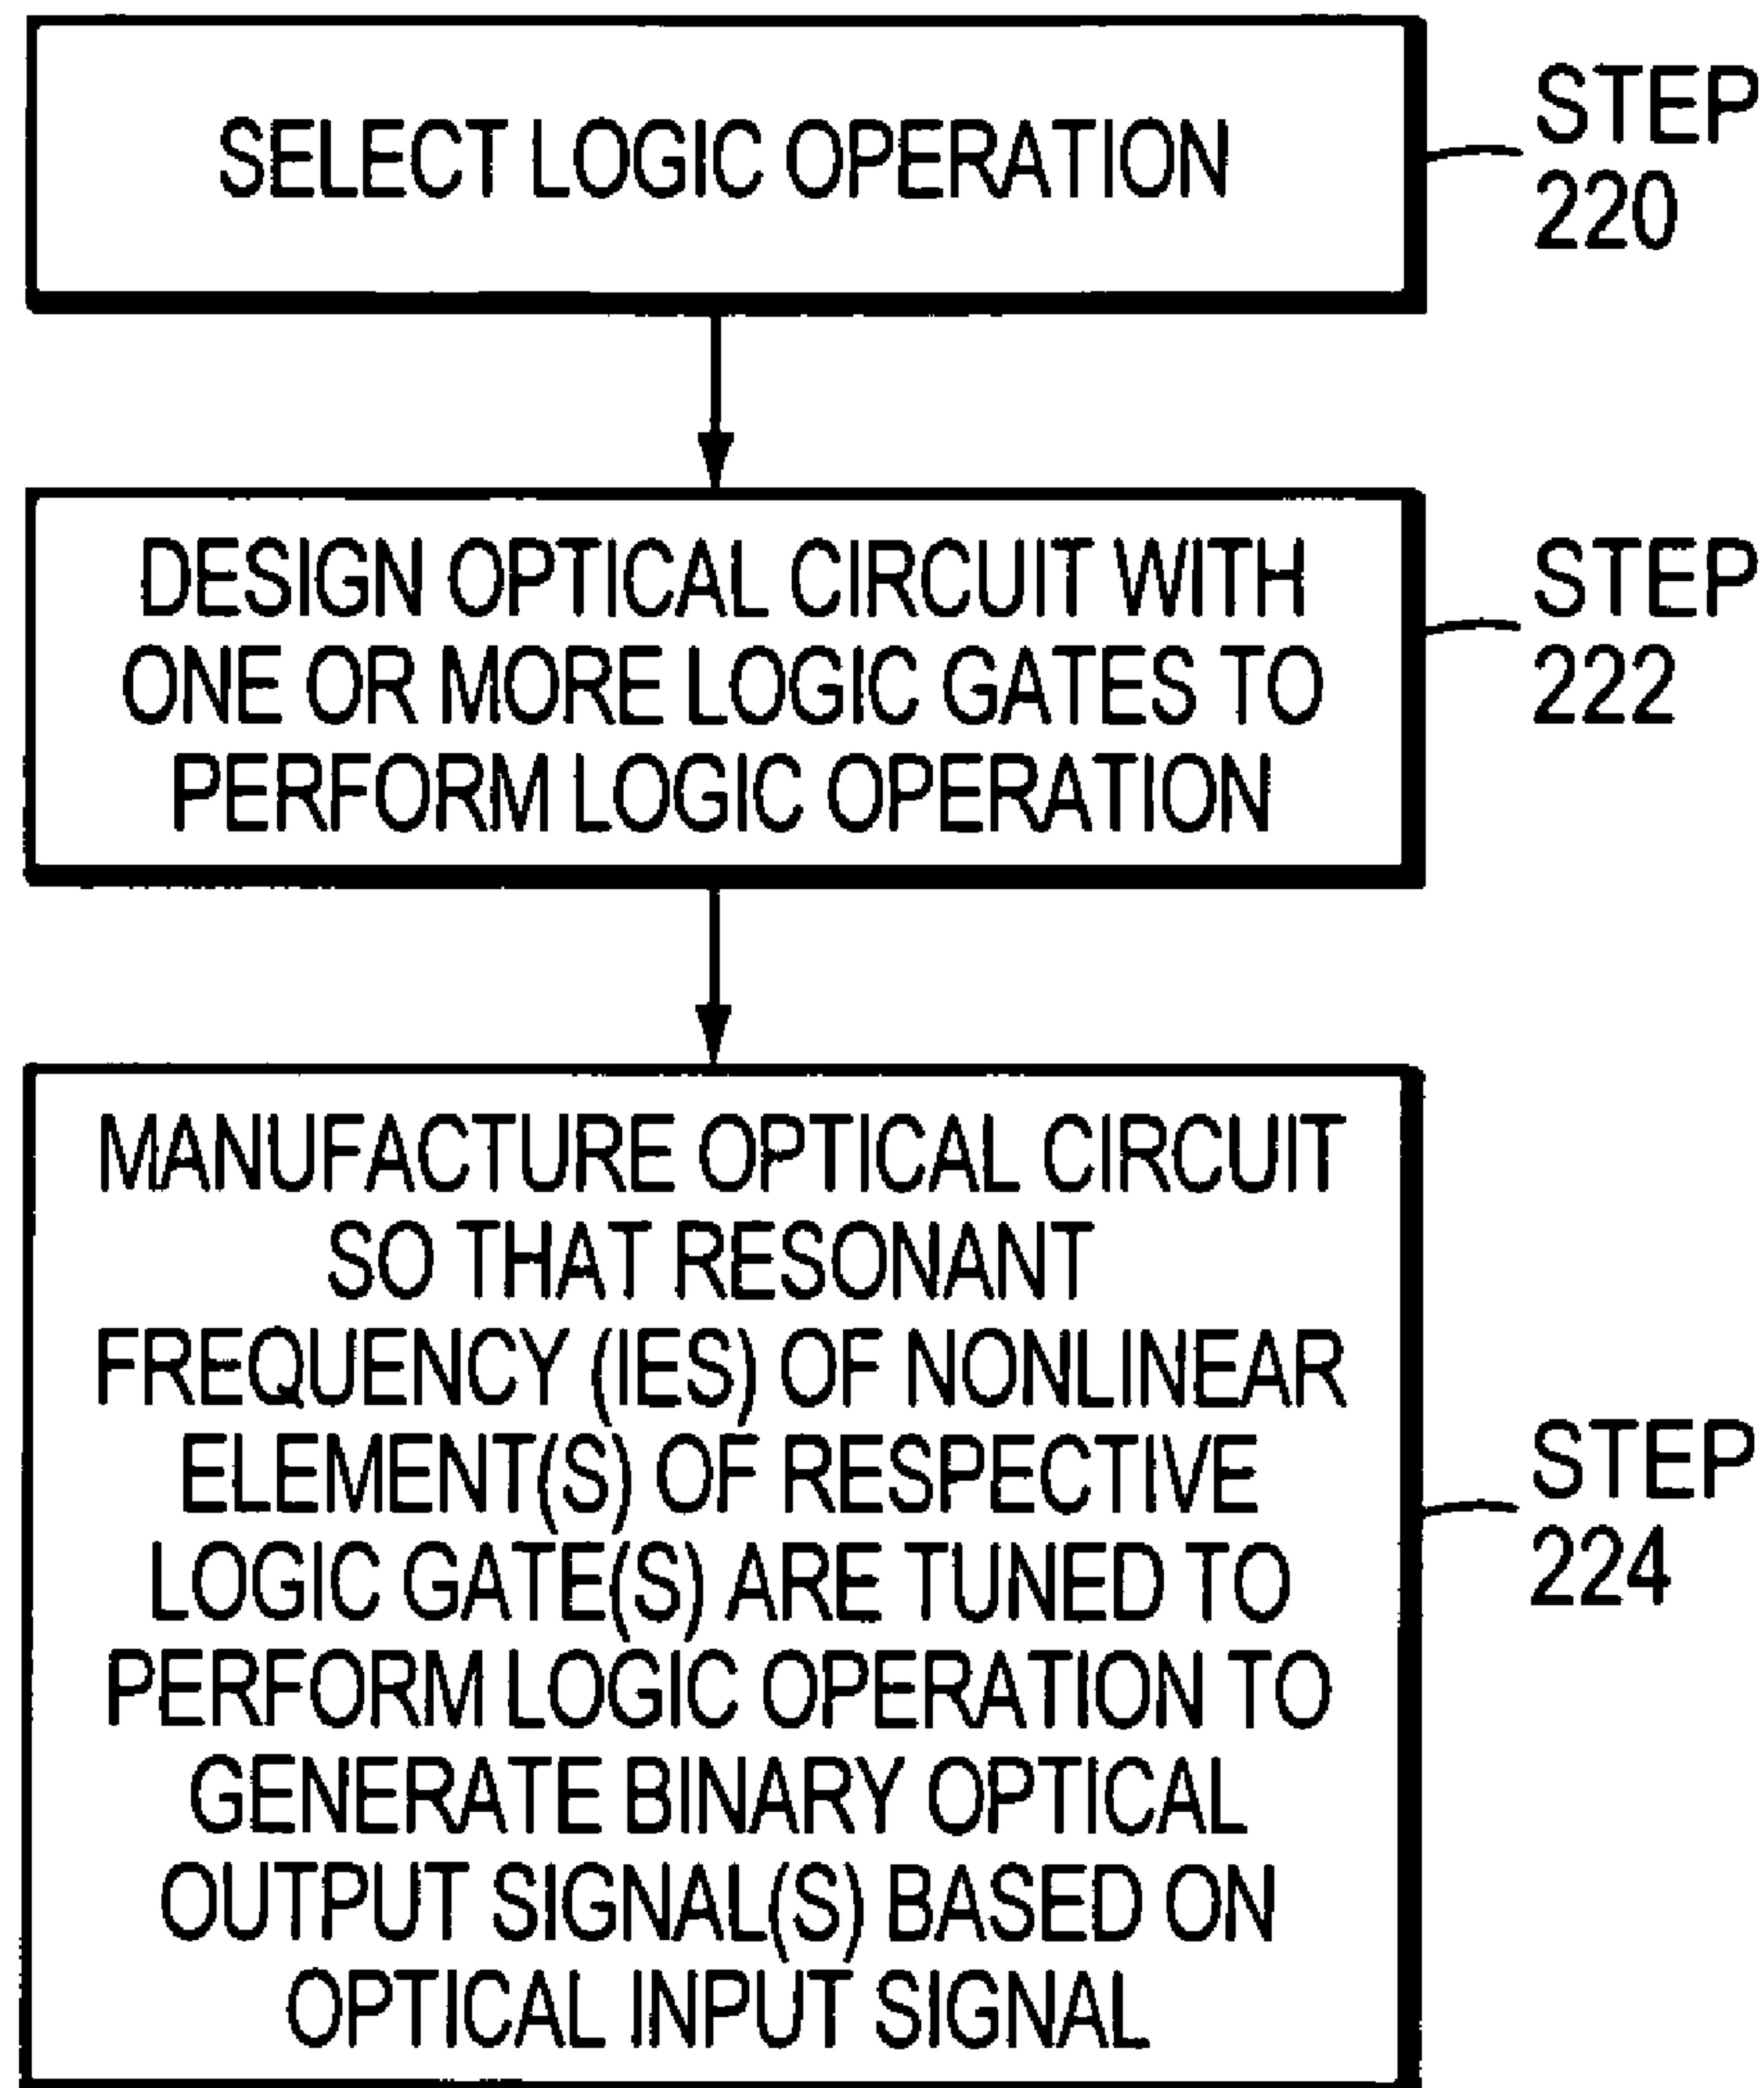 SELECT LOGIC OPERATION
STEP
220
DESIGN OPTICAL CIRCUIT WITH
ONE OR MORE LOGIC GATES TO
PERFORM LOGIC OPERATION
STEP
222
MANUFACTURE OPTICAL CIRCUIT
SO THAT RESONANT
FREQUENCY (IES) OF NONLINEAR
ELEMENT(S) OF RESPECTIVE
LOGIC GATE(S) ARE TUNED TO
PERFORM LOGIC OPERATION TO
GENERATE BINARY OPTICAL
OUTPUT SIGNAL(S) BASED ON
OPTICAL INPUT SIGNAL
STEP
224